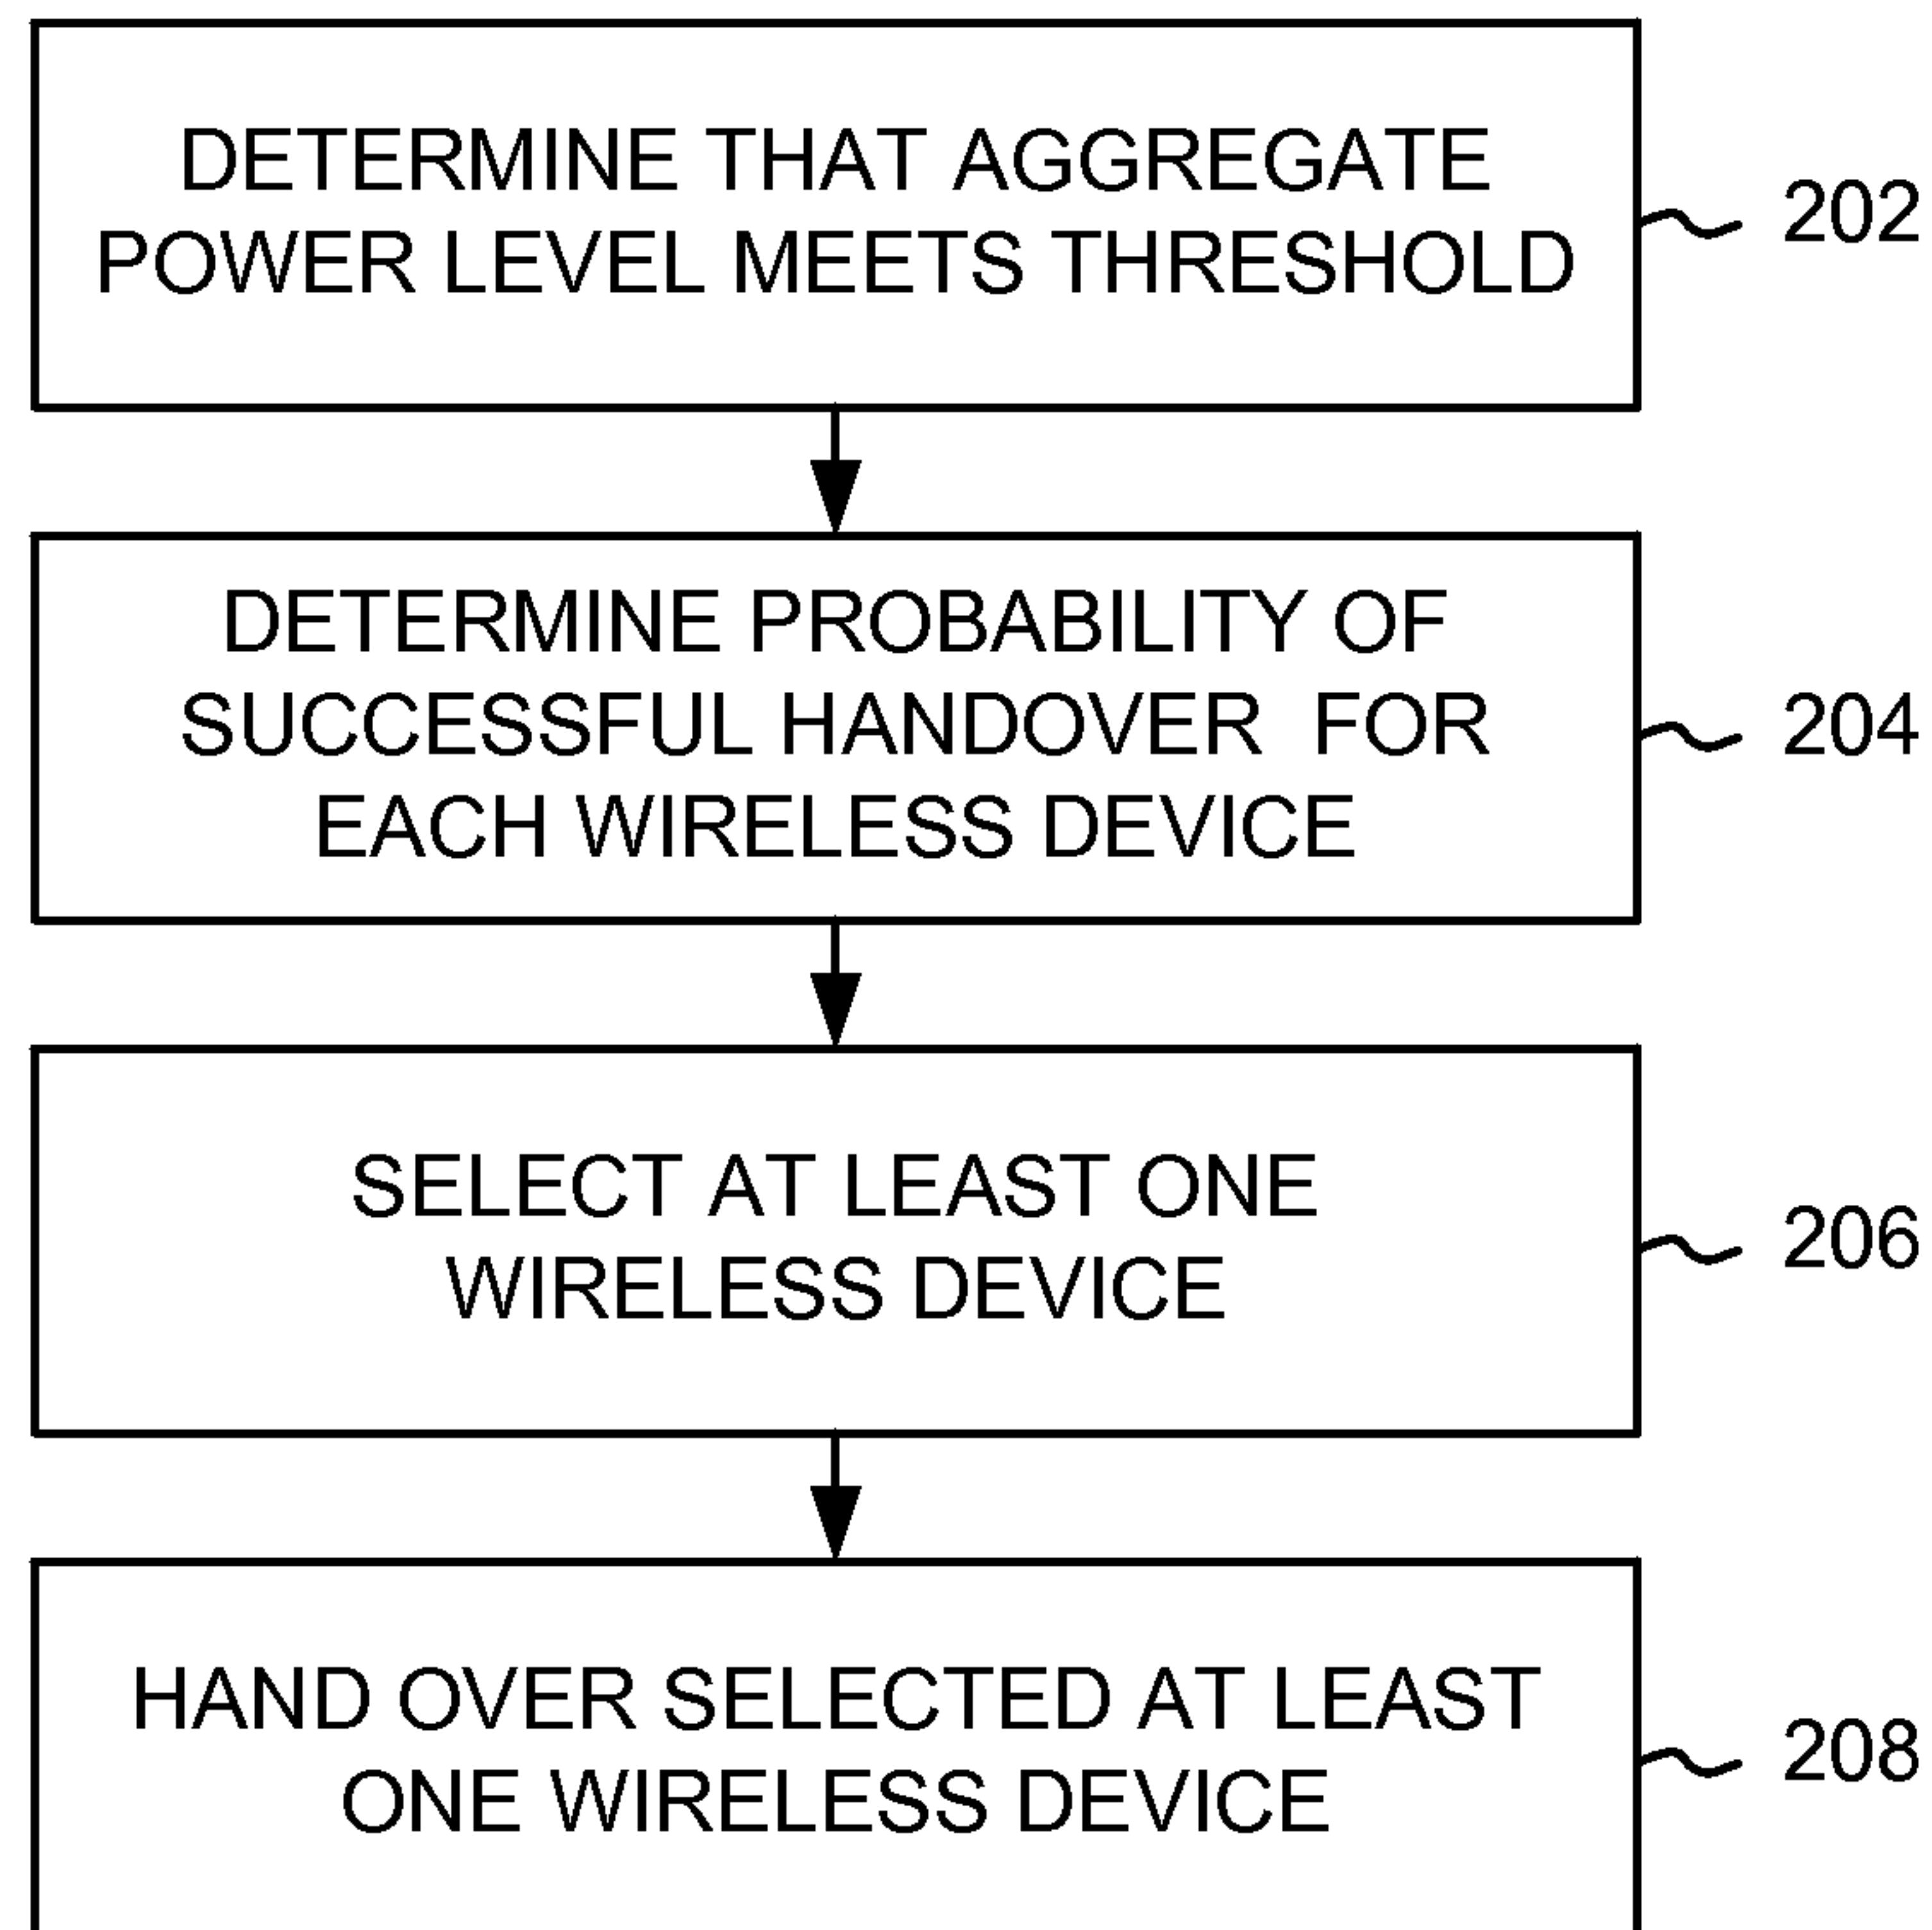 DETERMINE THAT AGGREGATE
POWER LEVEL MEETS THRESHOLD
202
DETERMINE PROBABILITY OF
SUCCESSFUL HANDOVER FOR
EACH WIRELESS DEVICE
204
SELECT AT LEAST ONE
WIRELESS DEVICE
206
HAND OVER SELECTED AT LEAST
ONE WIRELESS DEVICE
208